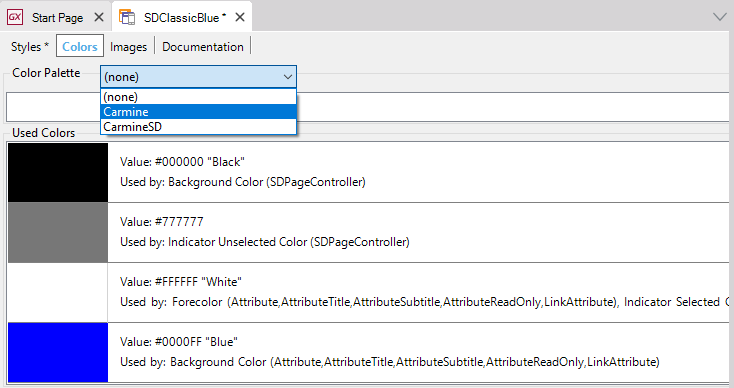 GX Start Page SDClassicBlue *
Styles * Colors Images Documentation
Color Palette (none)
(none)
Carmine
CarmineSD
Used Colors
Value: #000000 "Black"
Used by: Background Color (SDPageController)
Value: #777777
Used by: Indicator Unselected Color (SDPageController)
Value: #FFFFFF "White"
Used by: Forecolor (Attribute,AttributeTitle,AttributeSubtitle,AttributeReadOnly,LinkAttribute), Indicator Selected
Value: #0000FF "Blue"
Used by: Background Color (Attribute,AttributeTitle,AttributeSubtitle,AttributeReadOnly,LinkAttribute)